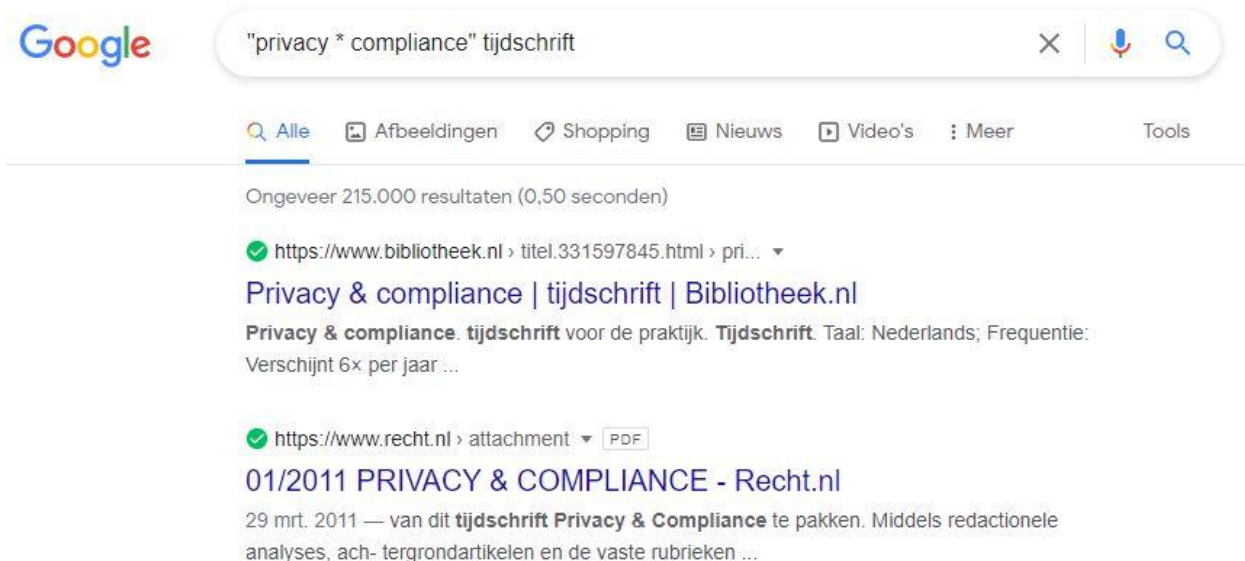 Google
"privacy * compliance" tijdschrift
Alle Afbeeldingen Shopping Nieuws Video's Meer Tools
Ongeveer 215.000 resultaten (0,50 seconden)
https://www.bibliotheek.nl › titel.331597845.html › pri...
Privacy & compliance | tijdschrift | Bibliotheek.nl
Privacy & compliance. tijdschrift voor de praktijk. Tijdschrift. Taal: Nederlands; Frequentie:
Verschijnt 6× per jaar ...
https://www.recht.nl › attachment PDF
01/2011 PRIVACY & COMPLIANCE - Recht.nl
29 mrt. 2011 — van dit tijdschrift Privacy & Compliance te pakken. Middels redactionele
analyses, ach- tergrondartikelen en de vaste rubrieken ...